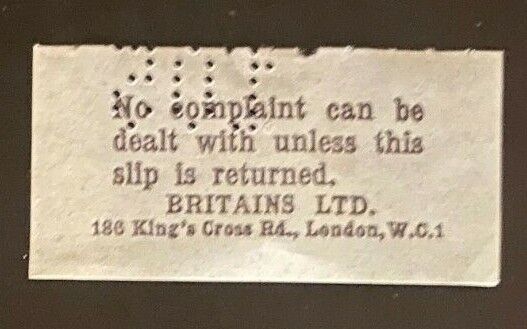 No complaint can be
dealt with unless this
slip is returned.
BRITAINS LTD.
186 King's Cross Rd., London, W.C.1